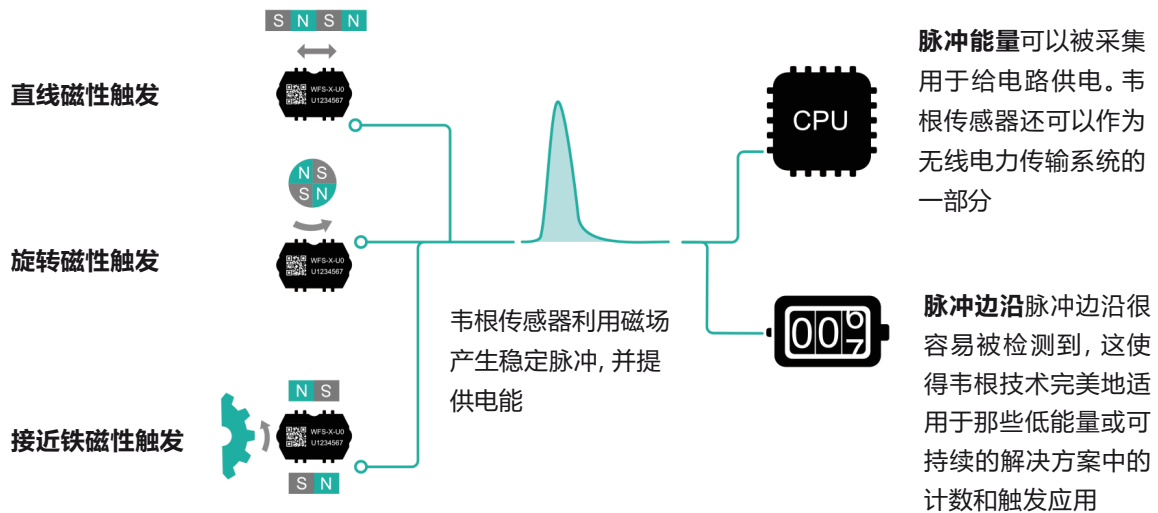 S N S N
直线磁性触发
WFS-X-U0
U1234567
N S
S N
旋转磁性触发
WFS-X-U0
U1234567
N S
接近铁磁性触发
WFS-X-U0
U1234567
S N
韦根传感器利用磁场
产生稳定脉冲, 并提
供电能
CPU
脉冲能量可以被采集
用于给电路供电。韦
根传感器还可以作为
无线电力传输系统的
一部分
00
脉冲边沿脉冲边沿很
容易被检测到, 这使
得韦根技术完美地适
用于那些低能量或可
持续的解决方案中的
计数和触发应用